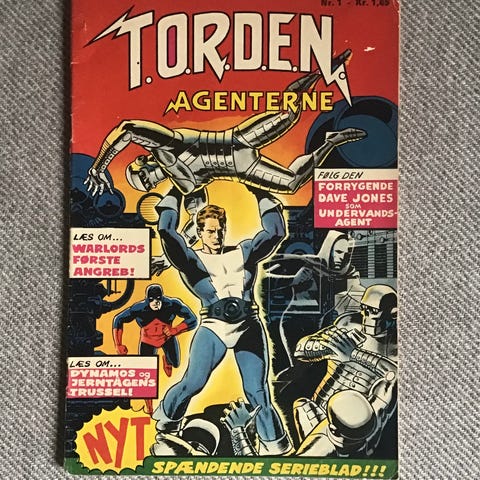 Nr. 1 - Kr. 1,65
T.O.R.D.E.N.
AGENTERNE
FØLG DEN
FORRYGENDE
DAVE JONES
SOM
UNDERVANDS-
AGENT
LÆS OM...
WARLORDS
FØRSTE
ANGREB!
LÆS OM...
DYNAMOS OG
JERNTÅGENS
TRUSSEL!
NYT
SPÆNDENDE SERIEBLAD!!!